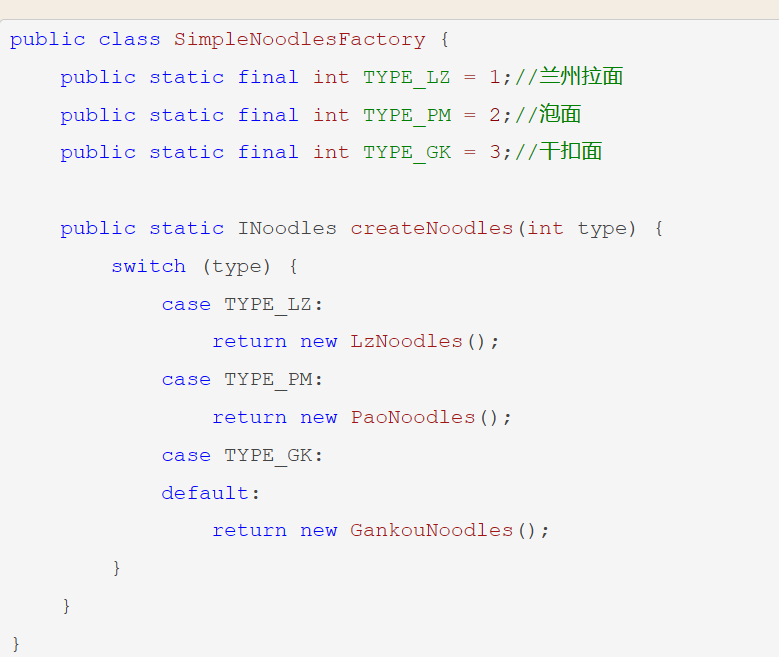 public class SimpleNoodlesFactory {
    public static final int TYPE_LZ = 1;//兰州拉面
    public static final int TYPE_PM = 2;//泡面
    public static final int TYPE_GK = 3;//干扣面

    public static INoodles createNoodles(int type) {
        switch (type) {
            case TYPE_LZ:
                return new LzNoodles();
            case TYPE_PM:
                return new PaoNoodles();
            case TYPE_GK:
            default:
                return new GankouNoodles();
        }
    }
}